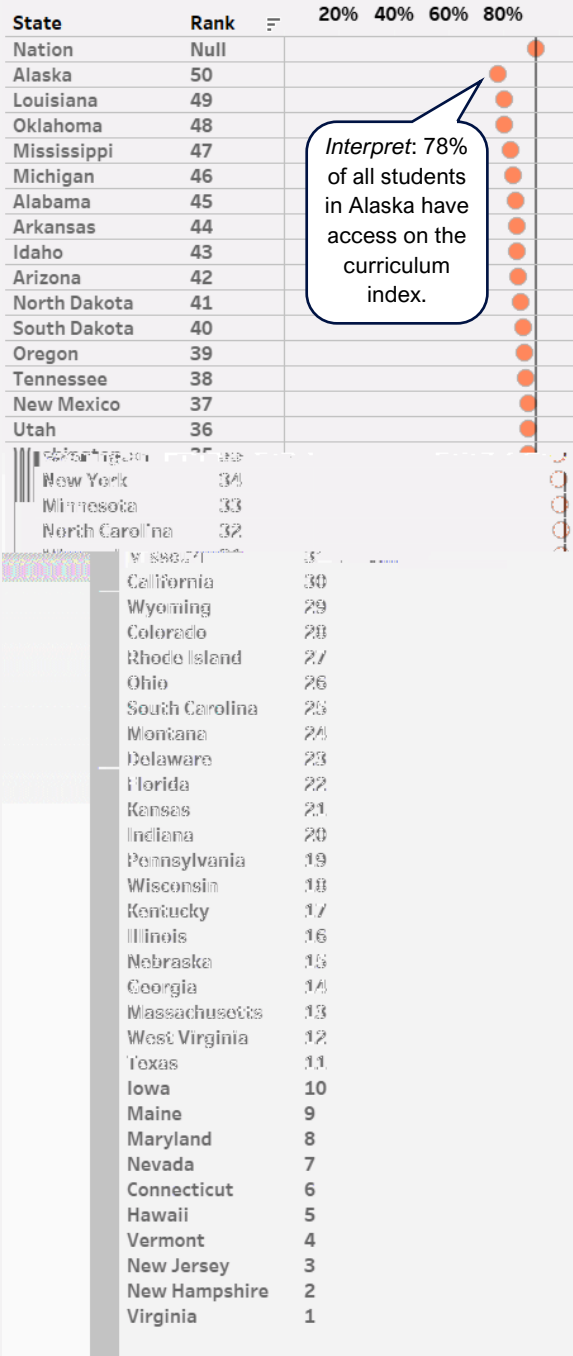 State Rank 20% 40% 60% 80%
Nation Null
Alaska 50
Louisiana 49
Oklahoma 48
Mississippi 47
Michigan 46
Alabama 45
Arkansas 44
Idaho 43
Arizona 42
North Dakota 41
South Dakota 40
Oregon 39
Tennessee 38
New Mexico 37
Utah 36
Interpret: 78%
of all students
in Alaska have
access on the
curriculum
index.
New York 34
Minnesota 33
North Carolina 32
California 30
Wyoming 29
Colorado 28
Rhode Island 27
Ohio 26
South Carolina 25
Montana 24
Delaware 23
Florida 22
Kansas 21
Indiana 20
Pennsylvania 19
Wisconsin 18
Kentucky 17
Illinois 16
Nebraska 15
Georgia 14
Massachusetts 13
West Virginia 12
Texas 11
Iowa 10
Maine 9
Maryland 8
Nevada 7
Connecticut 6
Hawaii 5
Vermont 4
New Jersey 3
New Hampshire 2
Virginia 1